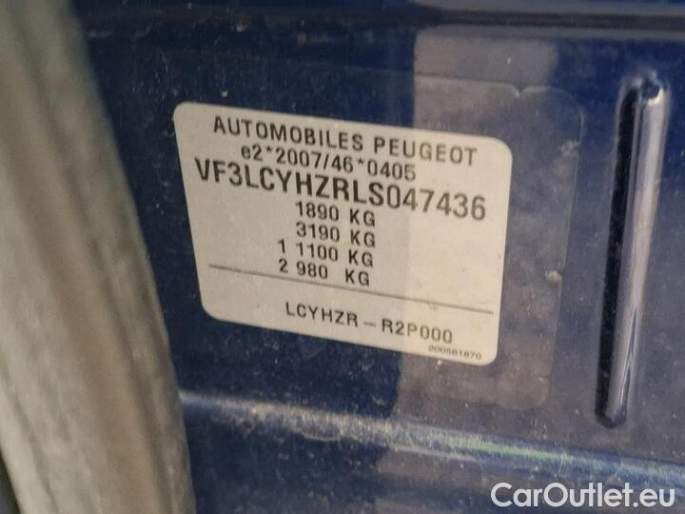 AUTOMOBILES PEUGEOT
e2*2007/46*0405
VF3LCYHZRLS047436
1890 KG
3190 KG
1 1100 KG
2 980 KG
LCYHZR-R2P000
200581870
CarOutlet.eu